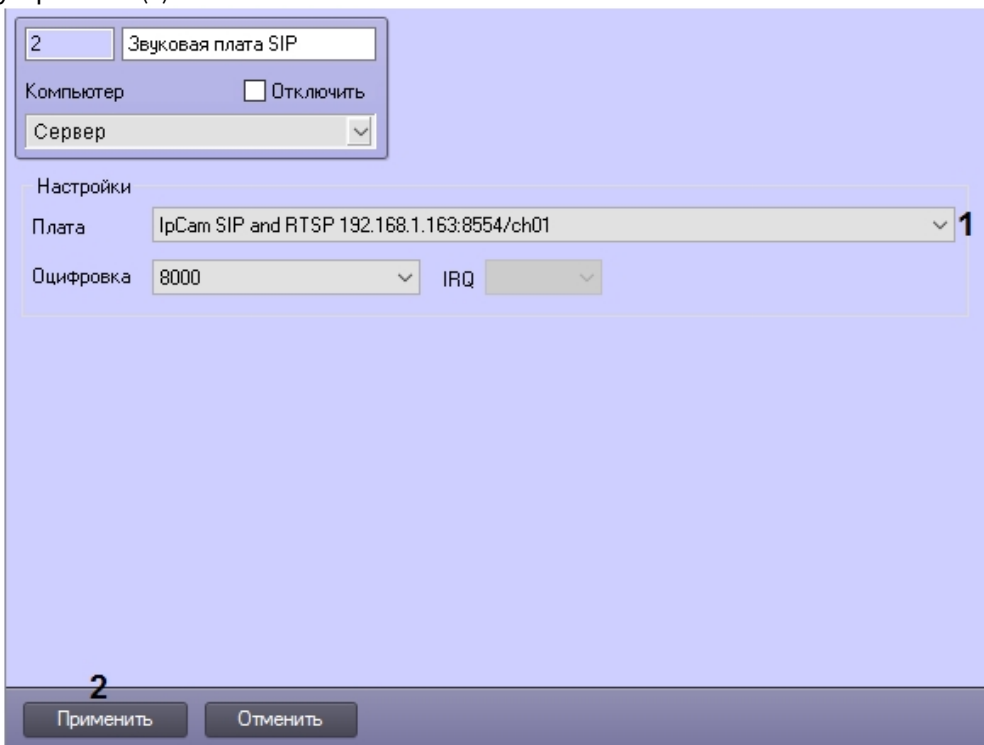 2 Звуковая плата SIP
Компьютер Отключить
Сервер
Настройки
Плата IpCam SIP and RTSP 192.168.1.163:8554/ch01 1
Оцифровка 8000 IRQ
2
Применить Отменить